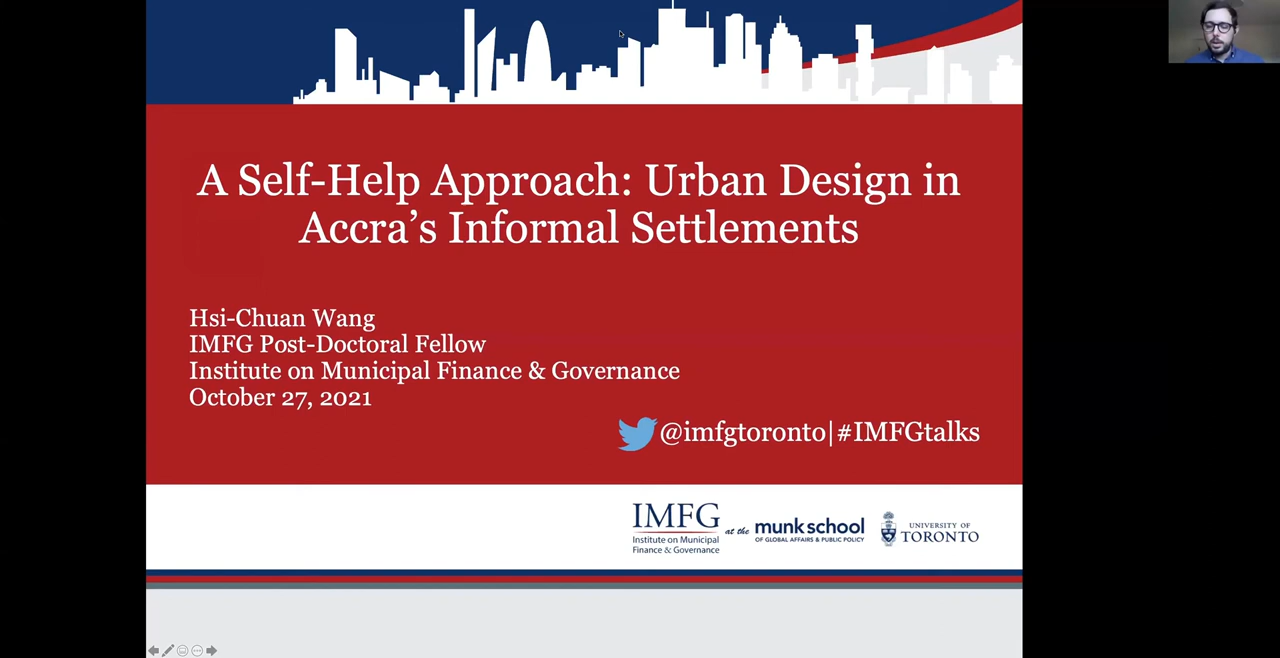 A Self-Help Approach: Urban Design in
Accra's Informal Settlements
Hsi-Chuan Wang
IMFG Post-Doctoral Fellow
Institute on Municipal Finance & Governance
October 27, 2021
@imfgtoronto|#IMFGtalks
IMFG
Institute on Municipal
Finance & Governance
at the
munk school
OF GLOBAL AFFAIRS & PUBLIC POLICY
UNIVERSITY OF
TORONTO